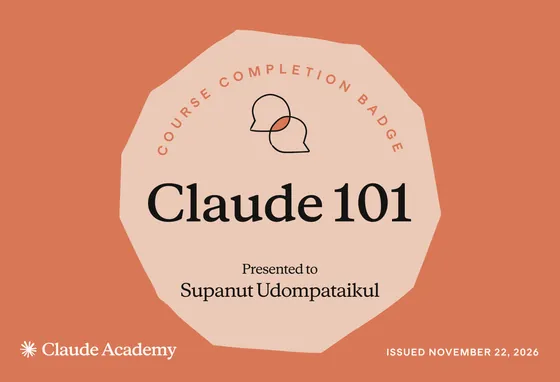 COURSE COMPLETION BADGE
Claude 101
Presented to
Supanut Udompataikul
Claude Academy
ISSUED NOVEMBER 22, 2026